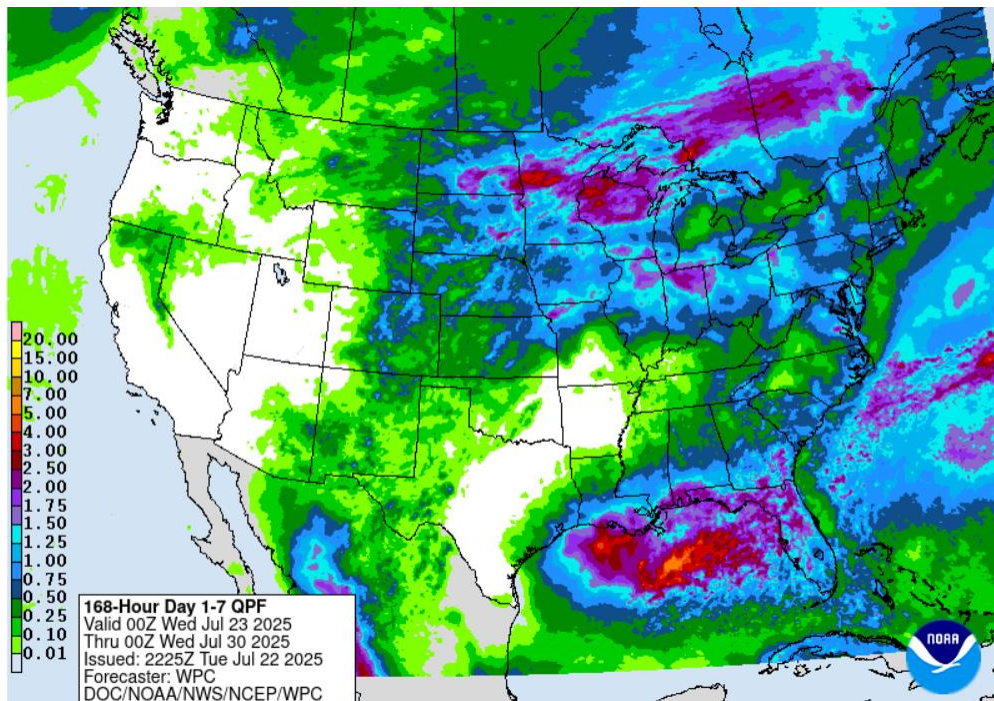 20.00
15.00
10.00
7.00
5.00
4.00
3.00
2.50
2.00
1.75
1.50
1.25
1.00
0.75
0.50
0.25
0.10
0.01
168-Hour Day 1-7 QPF
Valid 00Z Wed Jul 23 2025
Thru 00Z Wed Jul 30 2025
Issued: 2225Z Tue Jul 22 2025
Forecaster: WPC
DOC/NOAA/NWS/NCEP/WPC
NOAA